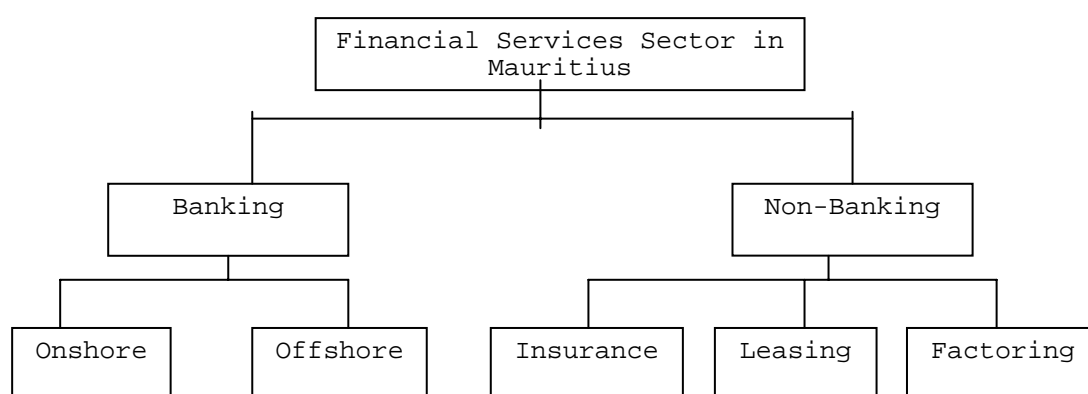 Financial Services Sector in
Mauritius
Banking
Non-Banking
Onshore
Offshore
Insurance
Leasing
Factoring